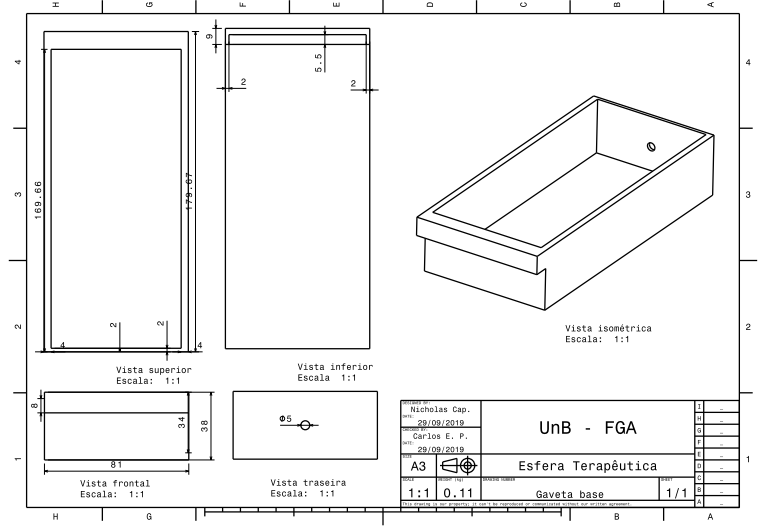 H G F E D C B A
4
3
2
1
4
3
2
1
169.66
179.67
2
2
4
4
Vista superior
Escala: 1:1
9
5.5
2
2
Vista inferior
Escala 1:1
Vista isométrica
Escala: 1:1
8
34
38
81
Vista frontal
Escala: 1:1
Φ5
Vista traseira
Escala: 1:1
DESIGNED BY:
Nicholas Cap.
DATE:
29/09/2019
CHECKED BY:
Carlos E. P.
DATE:
29/09/2019
SIZE
A3
UnB - FGA
Esfera Terapêutica
SCALE
1:1
WEIGHT (kg)
0.11
DRAWING NUMBER
Gaveta base
SHEET
1/1
I _
H _
G _
F _
E _
D _
C _
B _
A _
This drawing is our property; it can't be reproduced or communicated without our written agreement.
H G B A